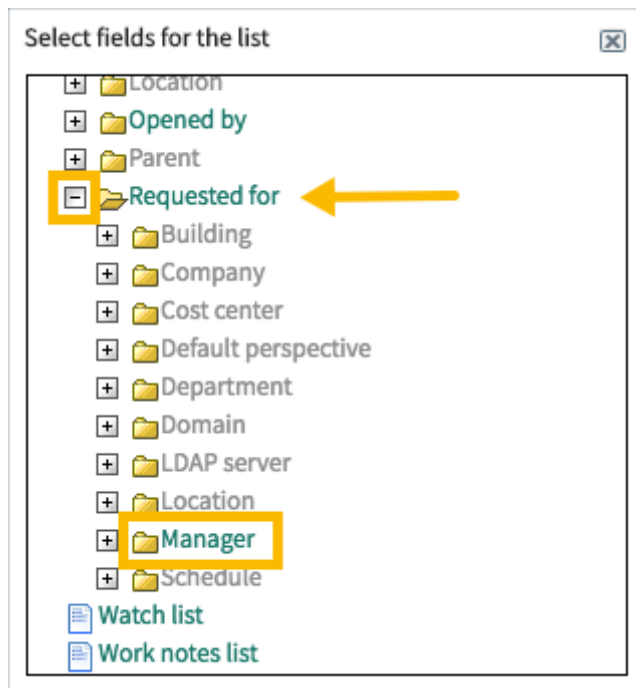 Select fields for the list
Location
Opened by
Parent
Requested for
Building
Company
Cost center
Default perspective
Department
Domain
LDAP server
Location
Manager
Schedule
Watch list
Work notes list